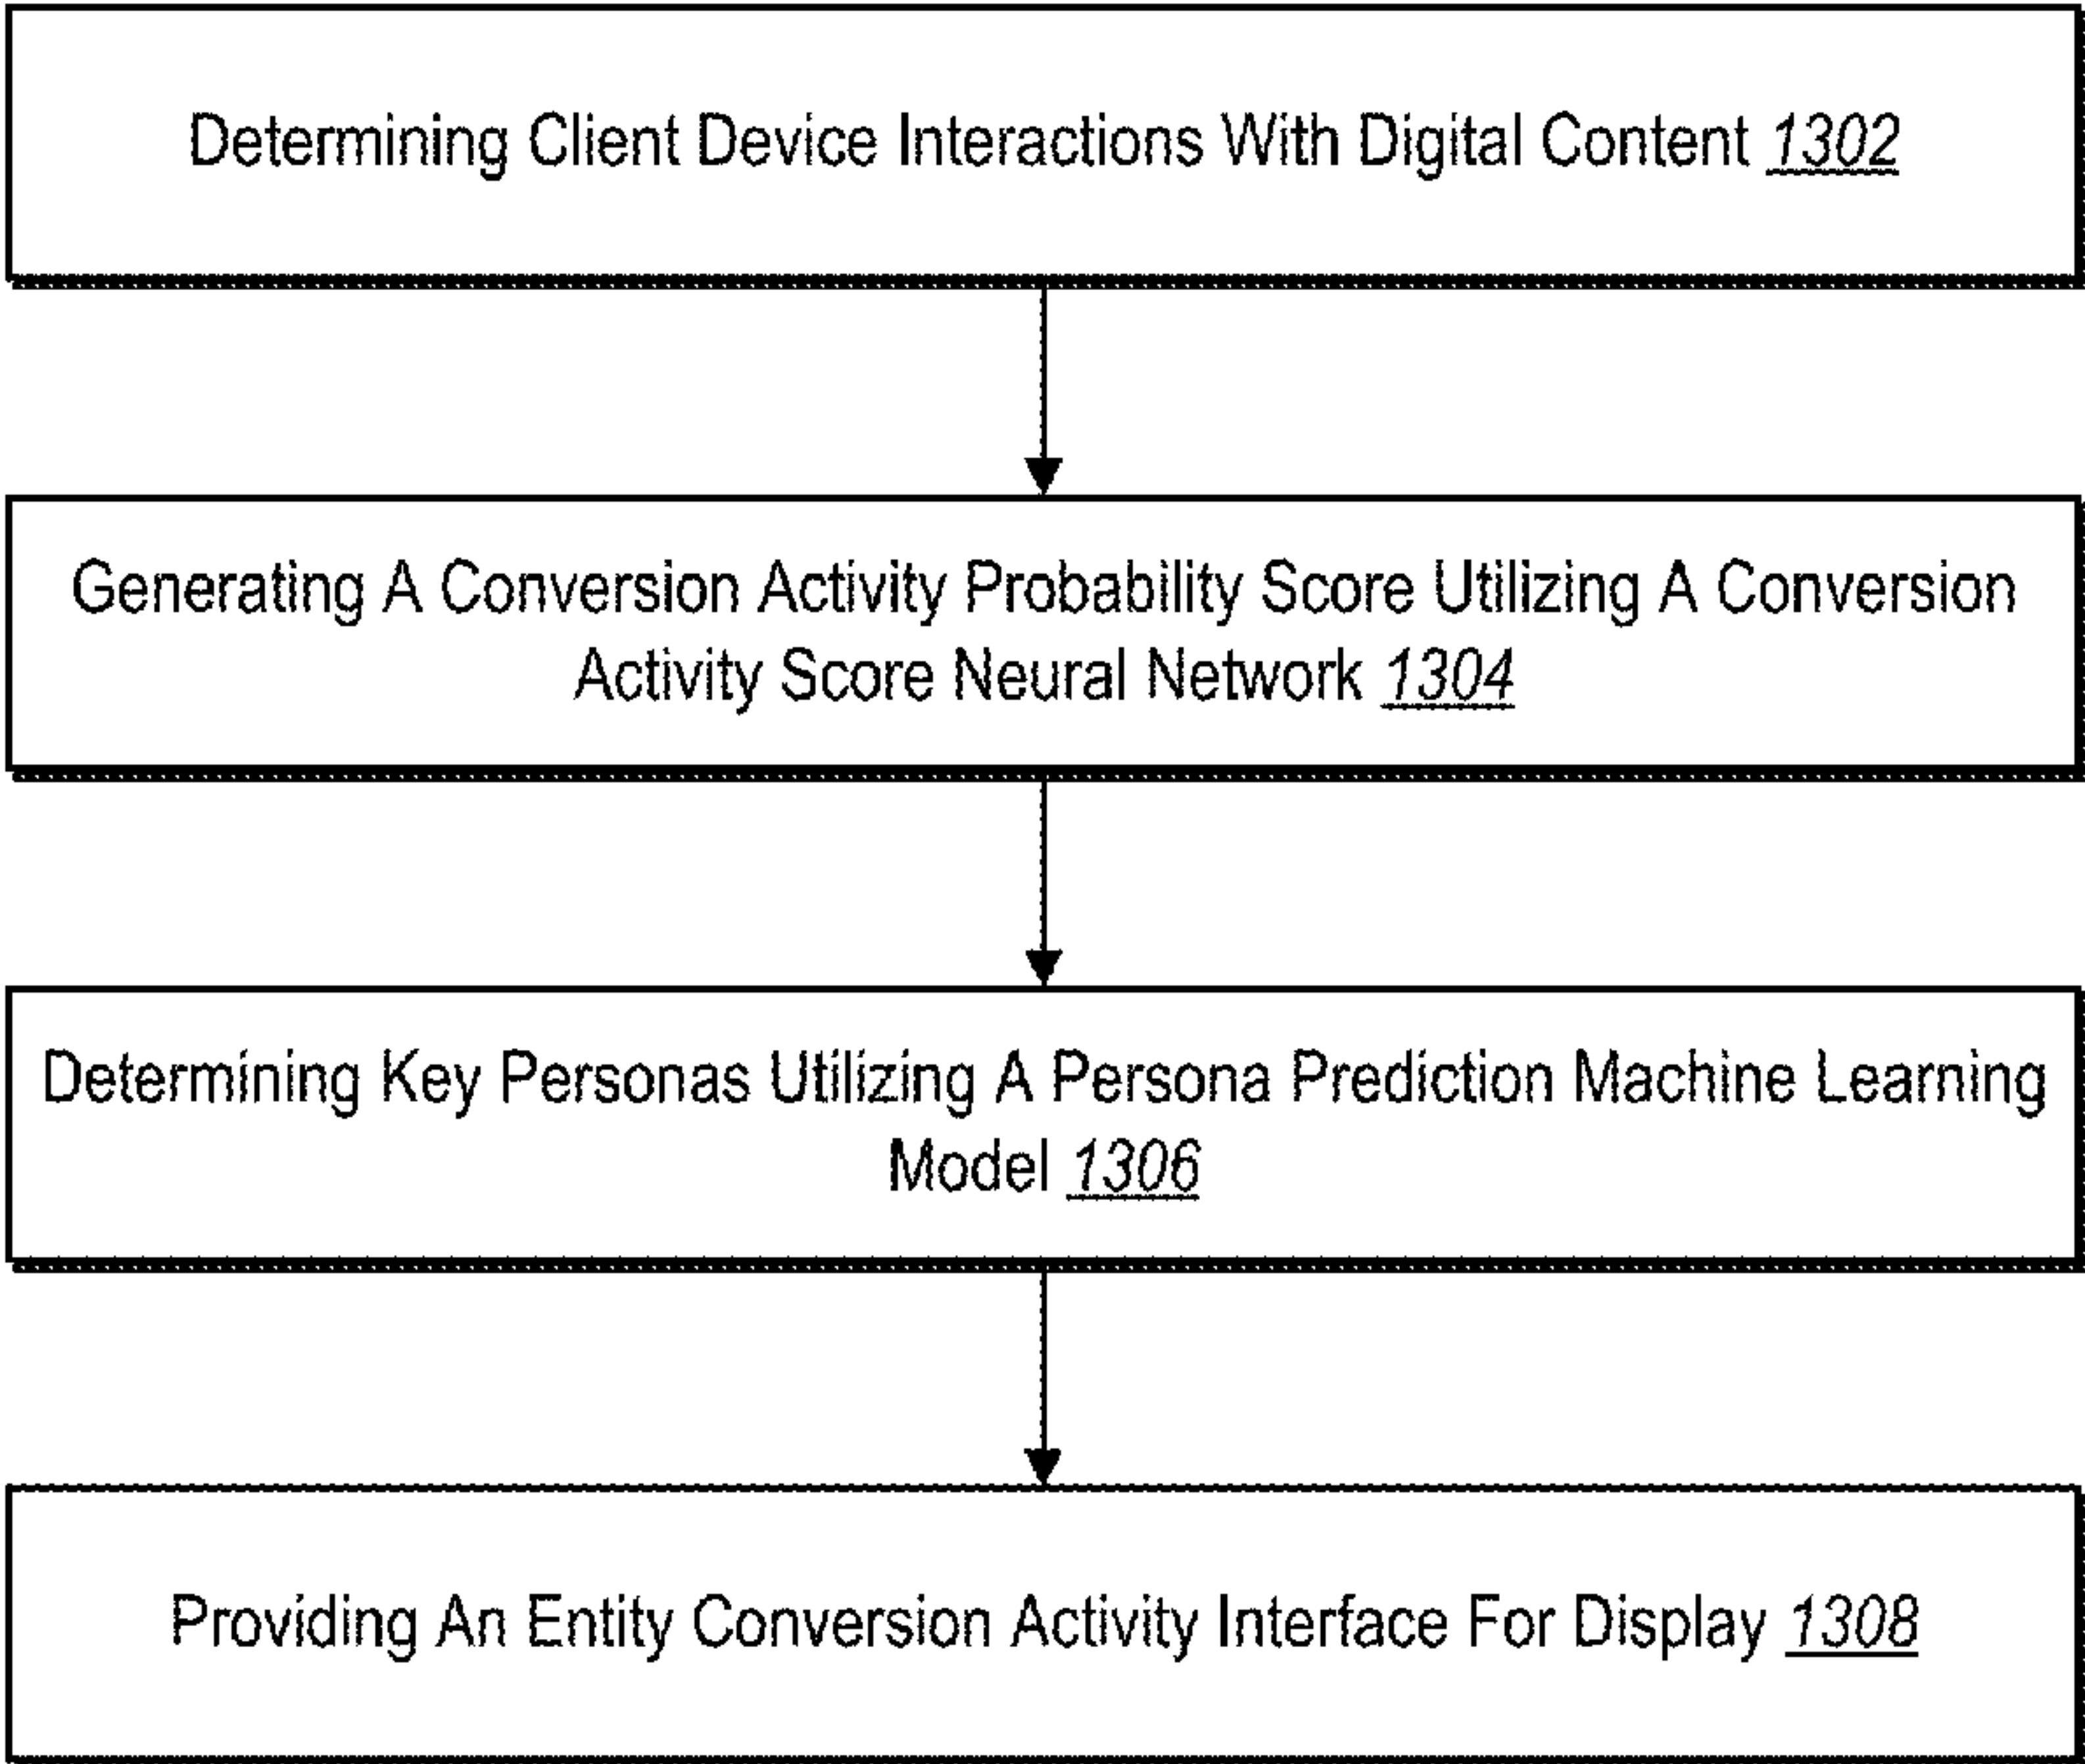 Determining Client Device Interactions With Digital Content 1302
Generating A Conversion Activity Probability Score Utilizing A Conversion
Activity Score Neural Network 1304
Determining Key Personas Utilizing A Persona Prediction Machine Learning
Model 1306
Providing An Entity Conversion Activity Interface For Display 1308